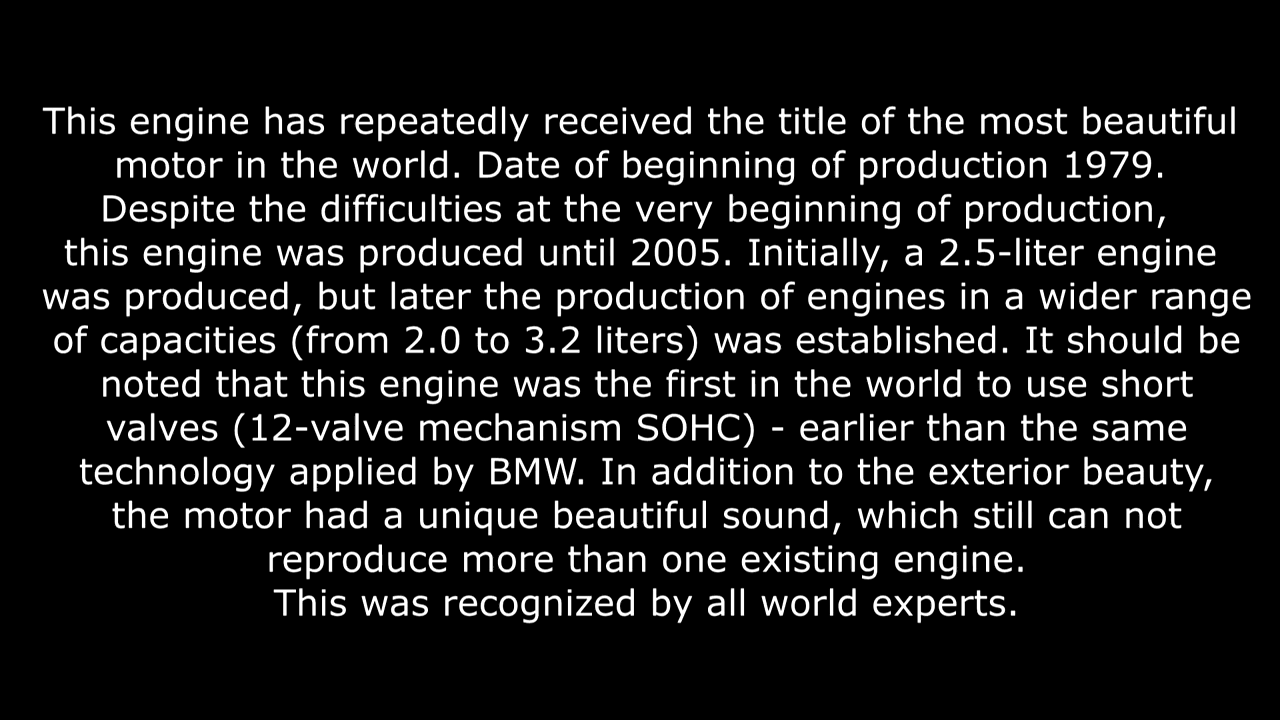 This engine has repeatedly received the title of the most beautiful
motor in the world. Date of beginning of production 1979.
Despite the difficulties at the very beginning of production,
this engine was produced until 2005. Initially, a 2.5-liter engine
was produced, but later the production of engines in a wider range
of capacities (from 2.0 to 3.2 liters) was established. It should be
noted that this engine was the first in the world to use short
valves (12-valve mechanism SOHC) - earlier than the same
technology applied by BMW. In addition to the exterior beauty,
the motor had a unique beautiful sound, which still can not
reproduce more than one existing engine.
This was recognized by all world experts.